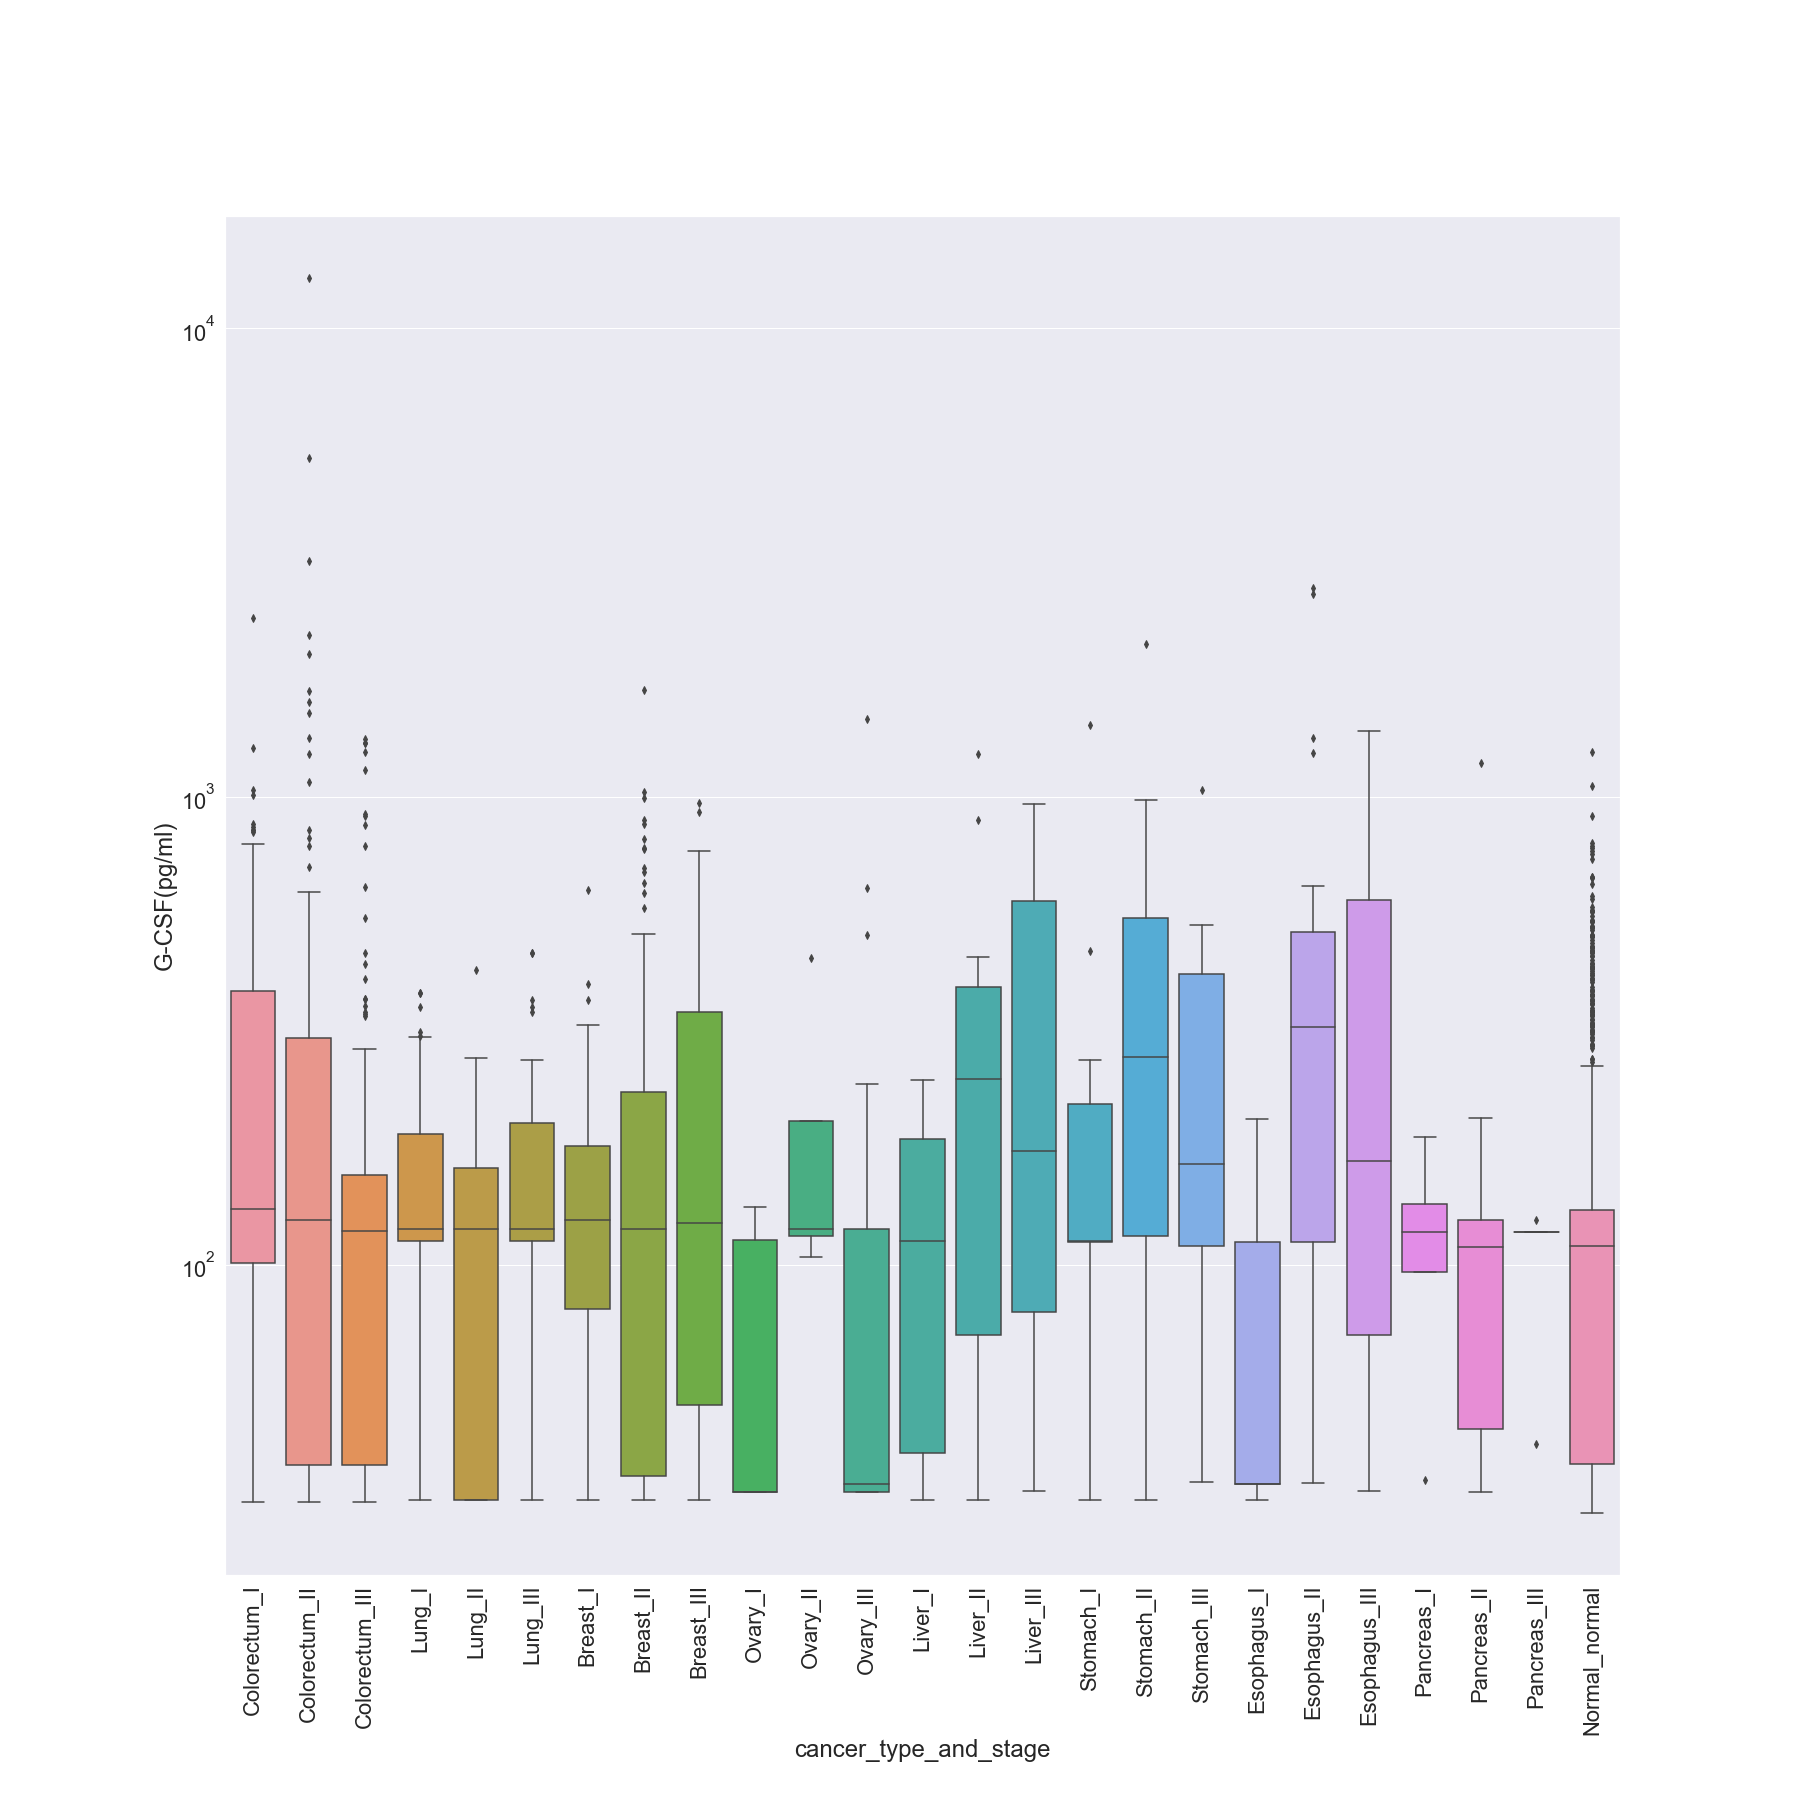 10^4
10^3
10^2
G-CSF(pg/ml)
Colorectum_I
Colorectum_II
Colorectum_III
Lung_I
Lung_II
Lung_III
Breast_I
Breast_II
Breast_III
Ovary_I
Ovary_II
Ovary_III
Liver_I
Liver_II
Liver_III
Stomach_I
Stomach_II
Stomach_III
Esophagus_I
Esophagus_II
Esophagus_III
Pancreas_I
Pancreas_II
Pancreas_III
Normal_normal
cancer_type_and_stage